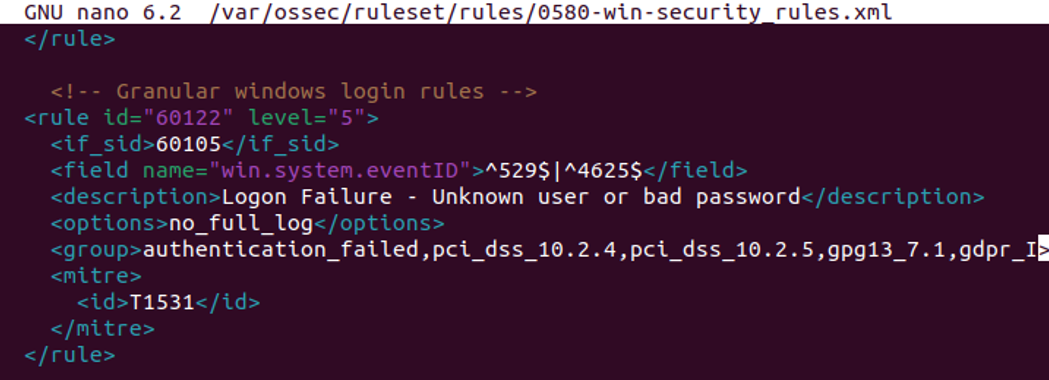 GNU nano 6.2 /var/ossec/ruleset/rules/0580-win-security_rules.xml
</rule>
<!-- Granular windows login rules -->
<rule id="60122" level="5">
<if_sid>60105</if_sid>
<field name="win.system.eventID">^529$|^4625$</field>
<description>Logon Failure - Unknown user or bad password</description>
<options>no_full_log</options>
<group>authentication_failed,pci_dss_10.2.4,pci_dss_10.2.5,gpg13_7.1,gdpr_I>
<mitre>
<id>T1531</id>
</mitre>
</rule>